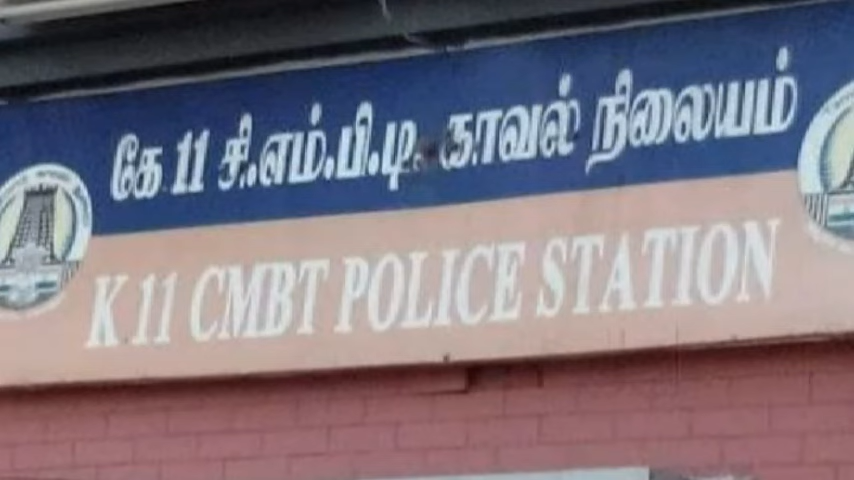 கே 11 சி.எம்.பி.டி. காவல் நிலையம்
K 11 CMBT POLICE STATION